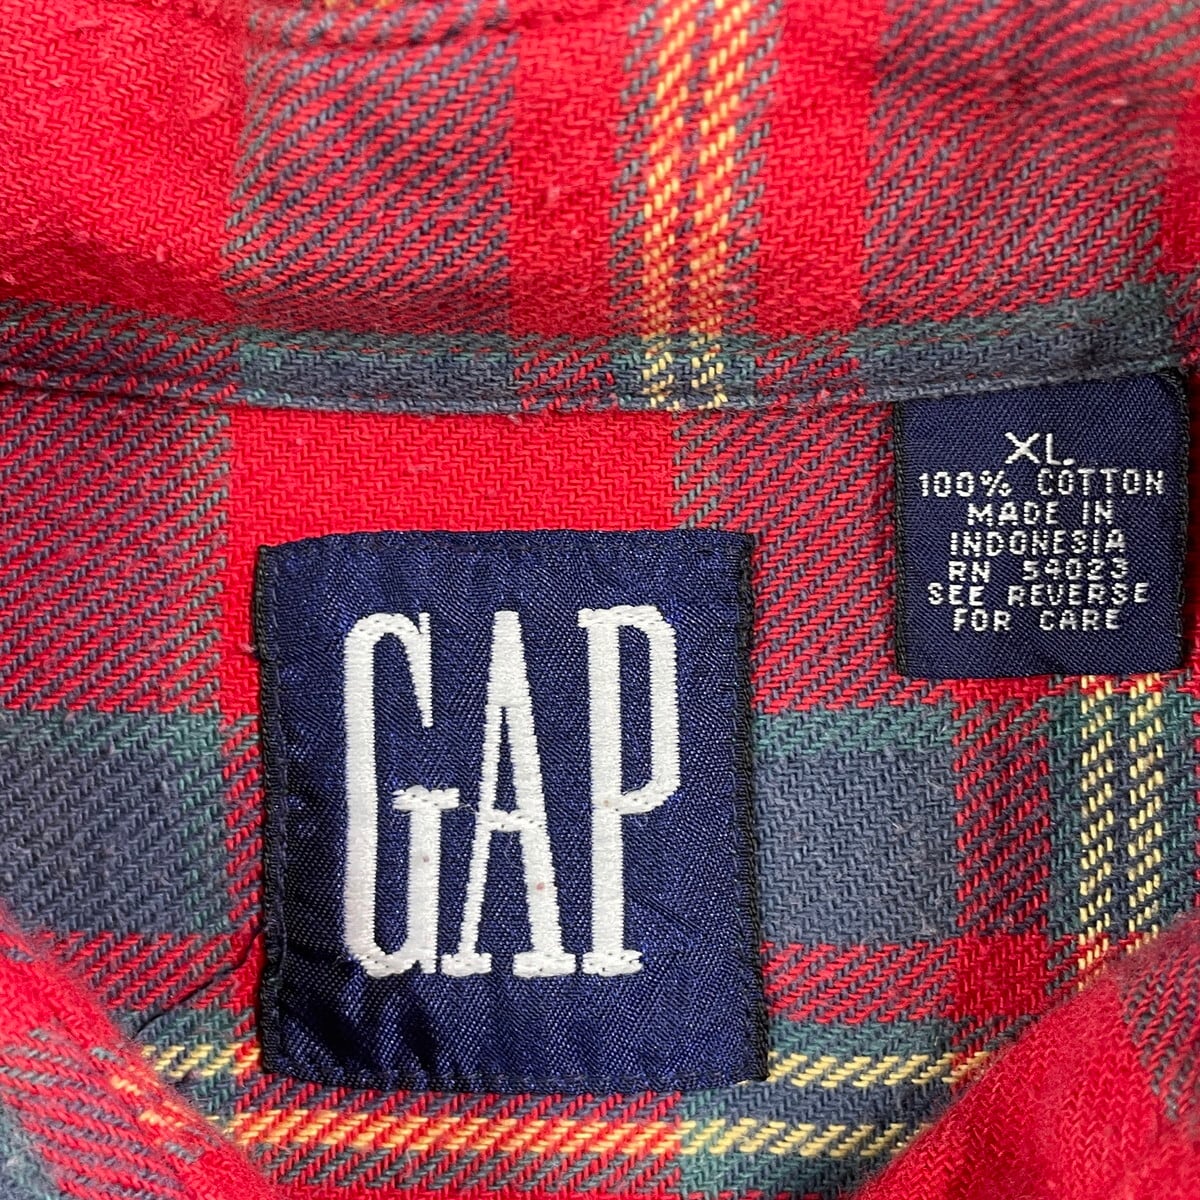 GAP
XL.
100% COTTON
MADE IN
INDONESIA
RN 54023
SEE REVERSE
FOR CARE